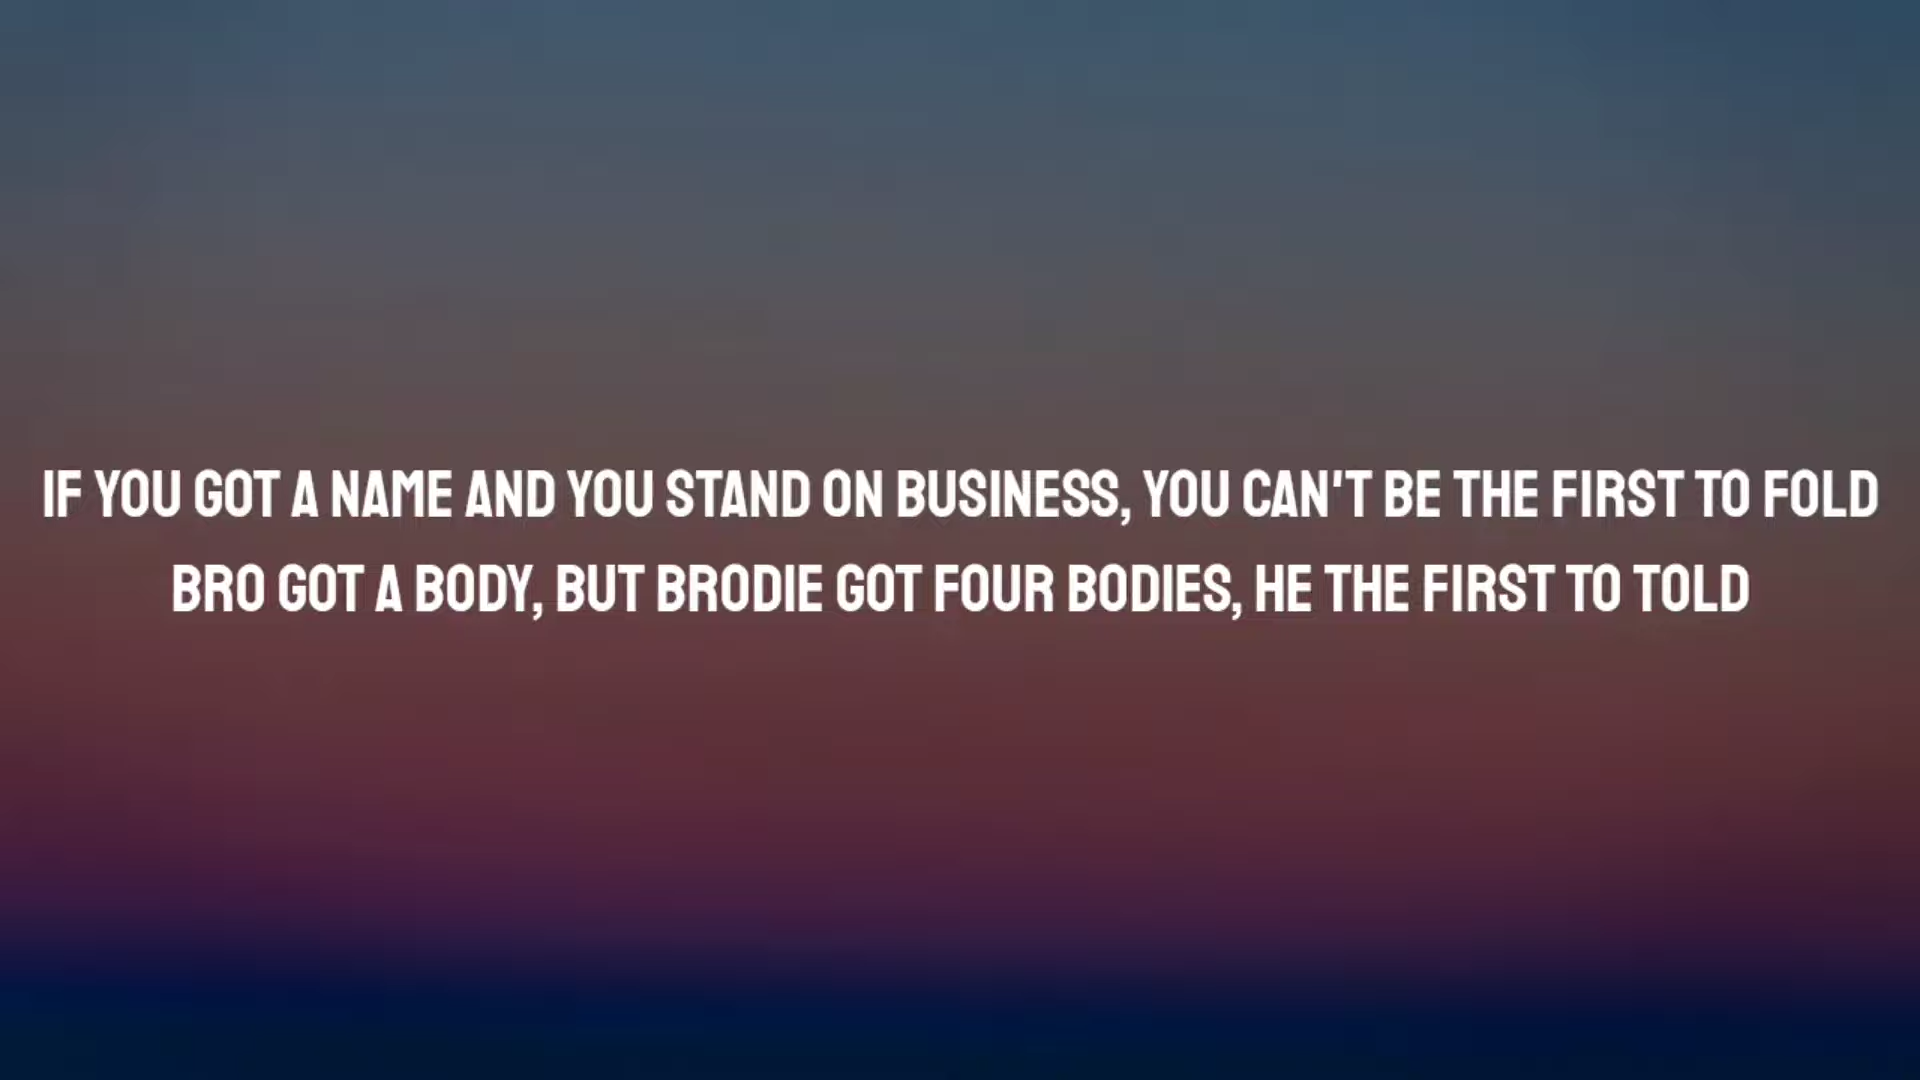 IF YOU GOT A NAME AND YOU STAND ON BUSINESS, YOU CAN'T BE THE FIRST TO FOLD
BRO GOT A BODY, BUT BRODIE GOT FOUR BODIES, HE THE FIRST TO TOLD